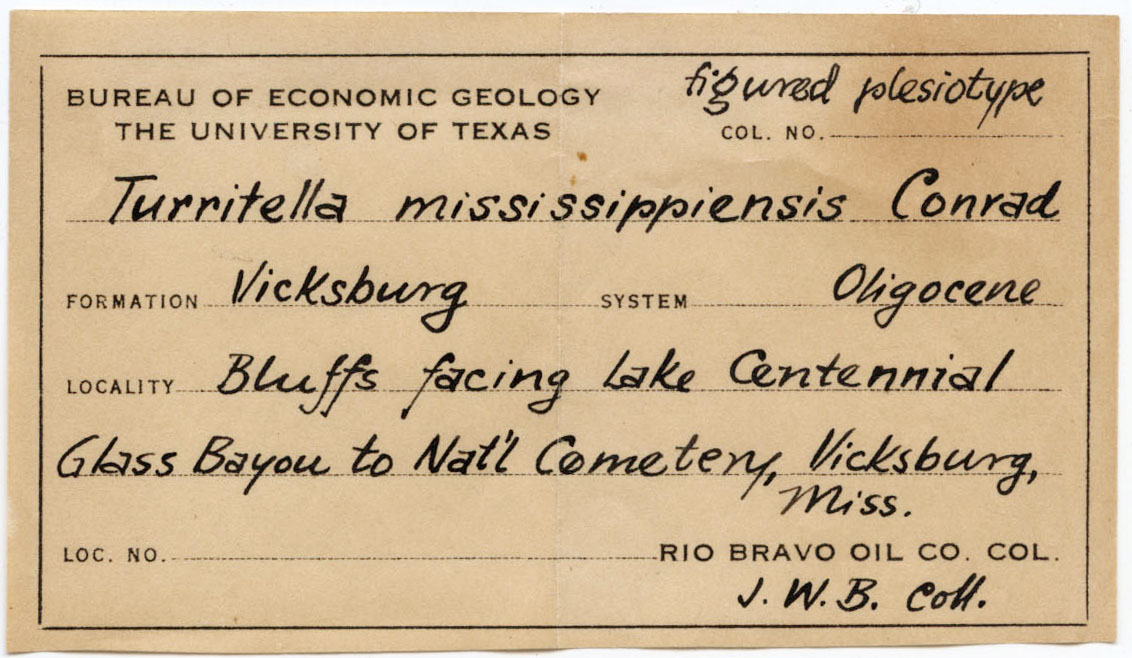 BUREAU OF ECONOMIC GEOLOGY
THE UNIVERSITY OF TEXAS
figured plesiotype
COL. NO.
Turritella mississippiensis Conrad
FORMATION Vicksburg SYSTEM Oligocene
LOCALITY Bluffs facing Lake Centennial
Glass Bayou to Nat'l Cemetery, Vicksburg,
Miss.
LOC. NO. RIO BRAVO OIL CO. COL.
J. W. B. Coll.